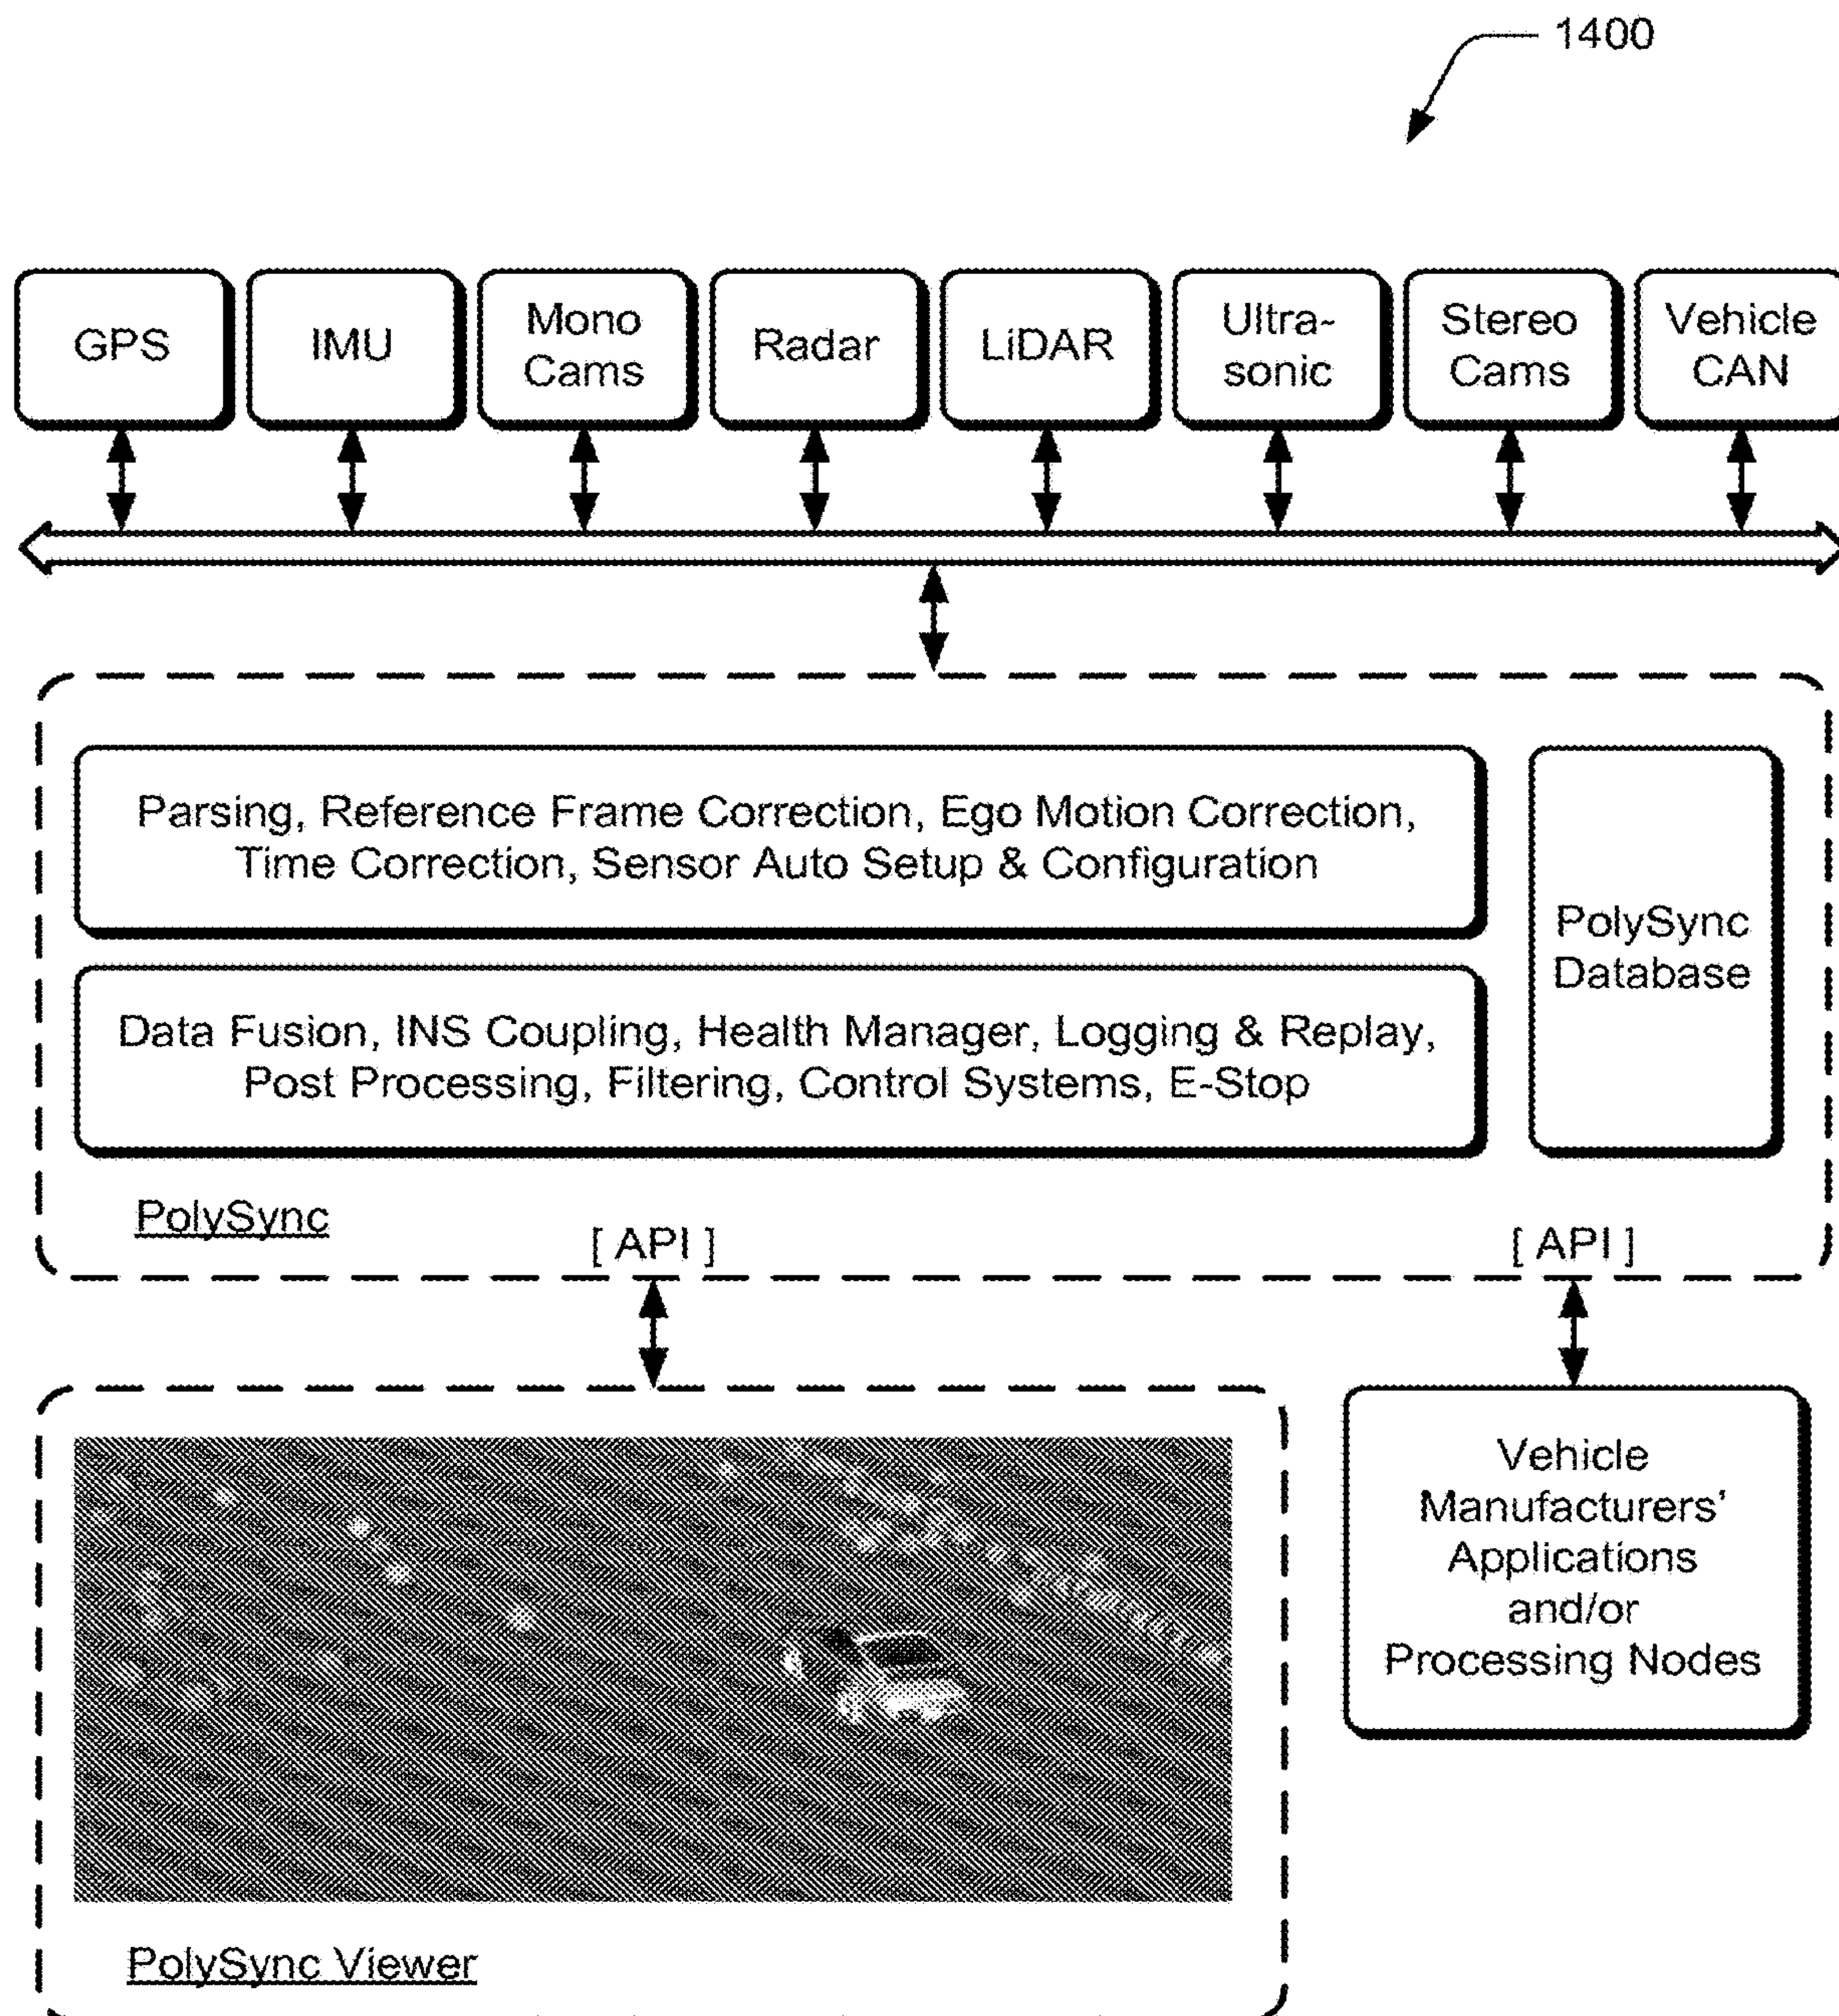 1400
GPS
IMU
Mono
Cams
Radar
LiDAR
Ultra-
sonic
Stereo
Cams
Vehicle
CAN
Parsing, Reference Frame Correction, Ego Motion Correction,
Time Correction, Sensor Auto Setup & Configuration
PolySync
Database
Data Fusion, INS Coupling, Health Manager, Logging & Replay,
Post Processing, Filtering, Control Systems, E-Stop
PolySync
[ API ]
[ API ]
Vehicle
Manufacturers’
Applications
and/or
Processing Nodes
PolySync Viewer